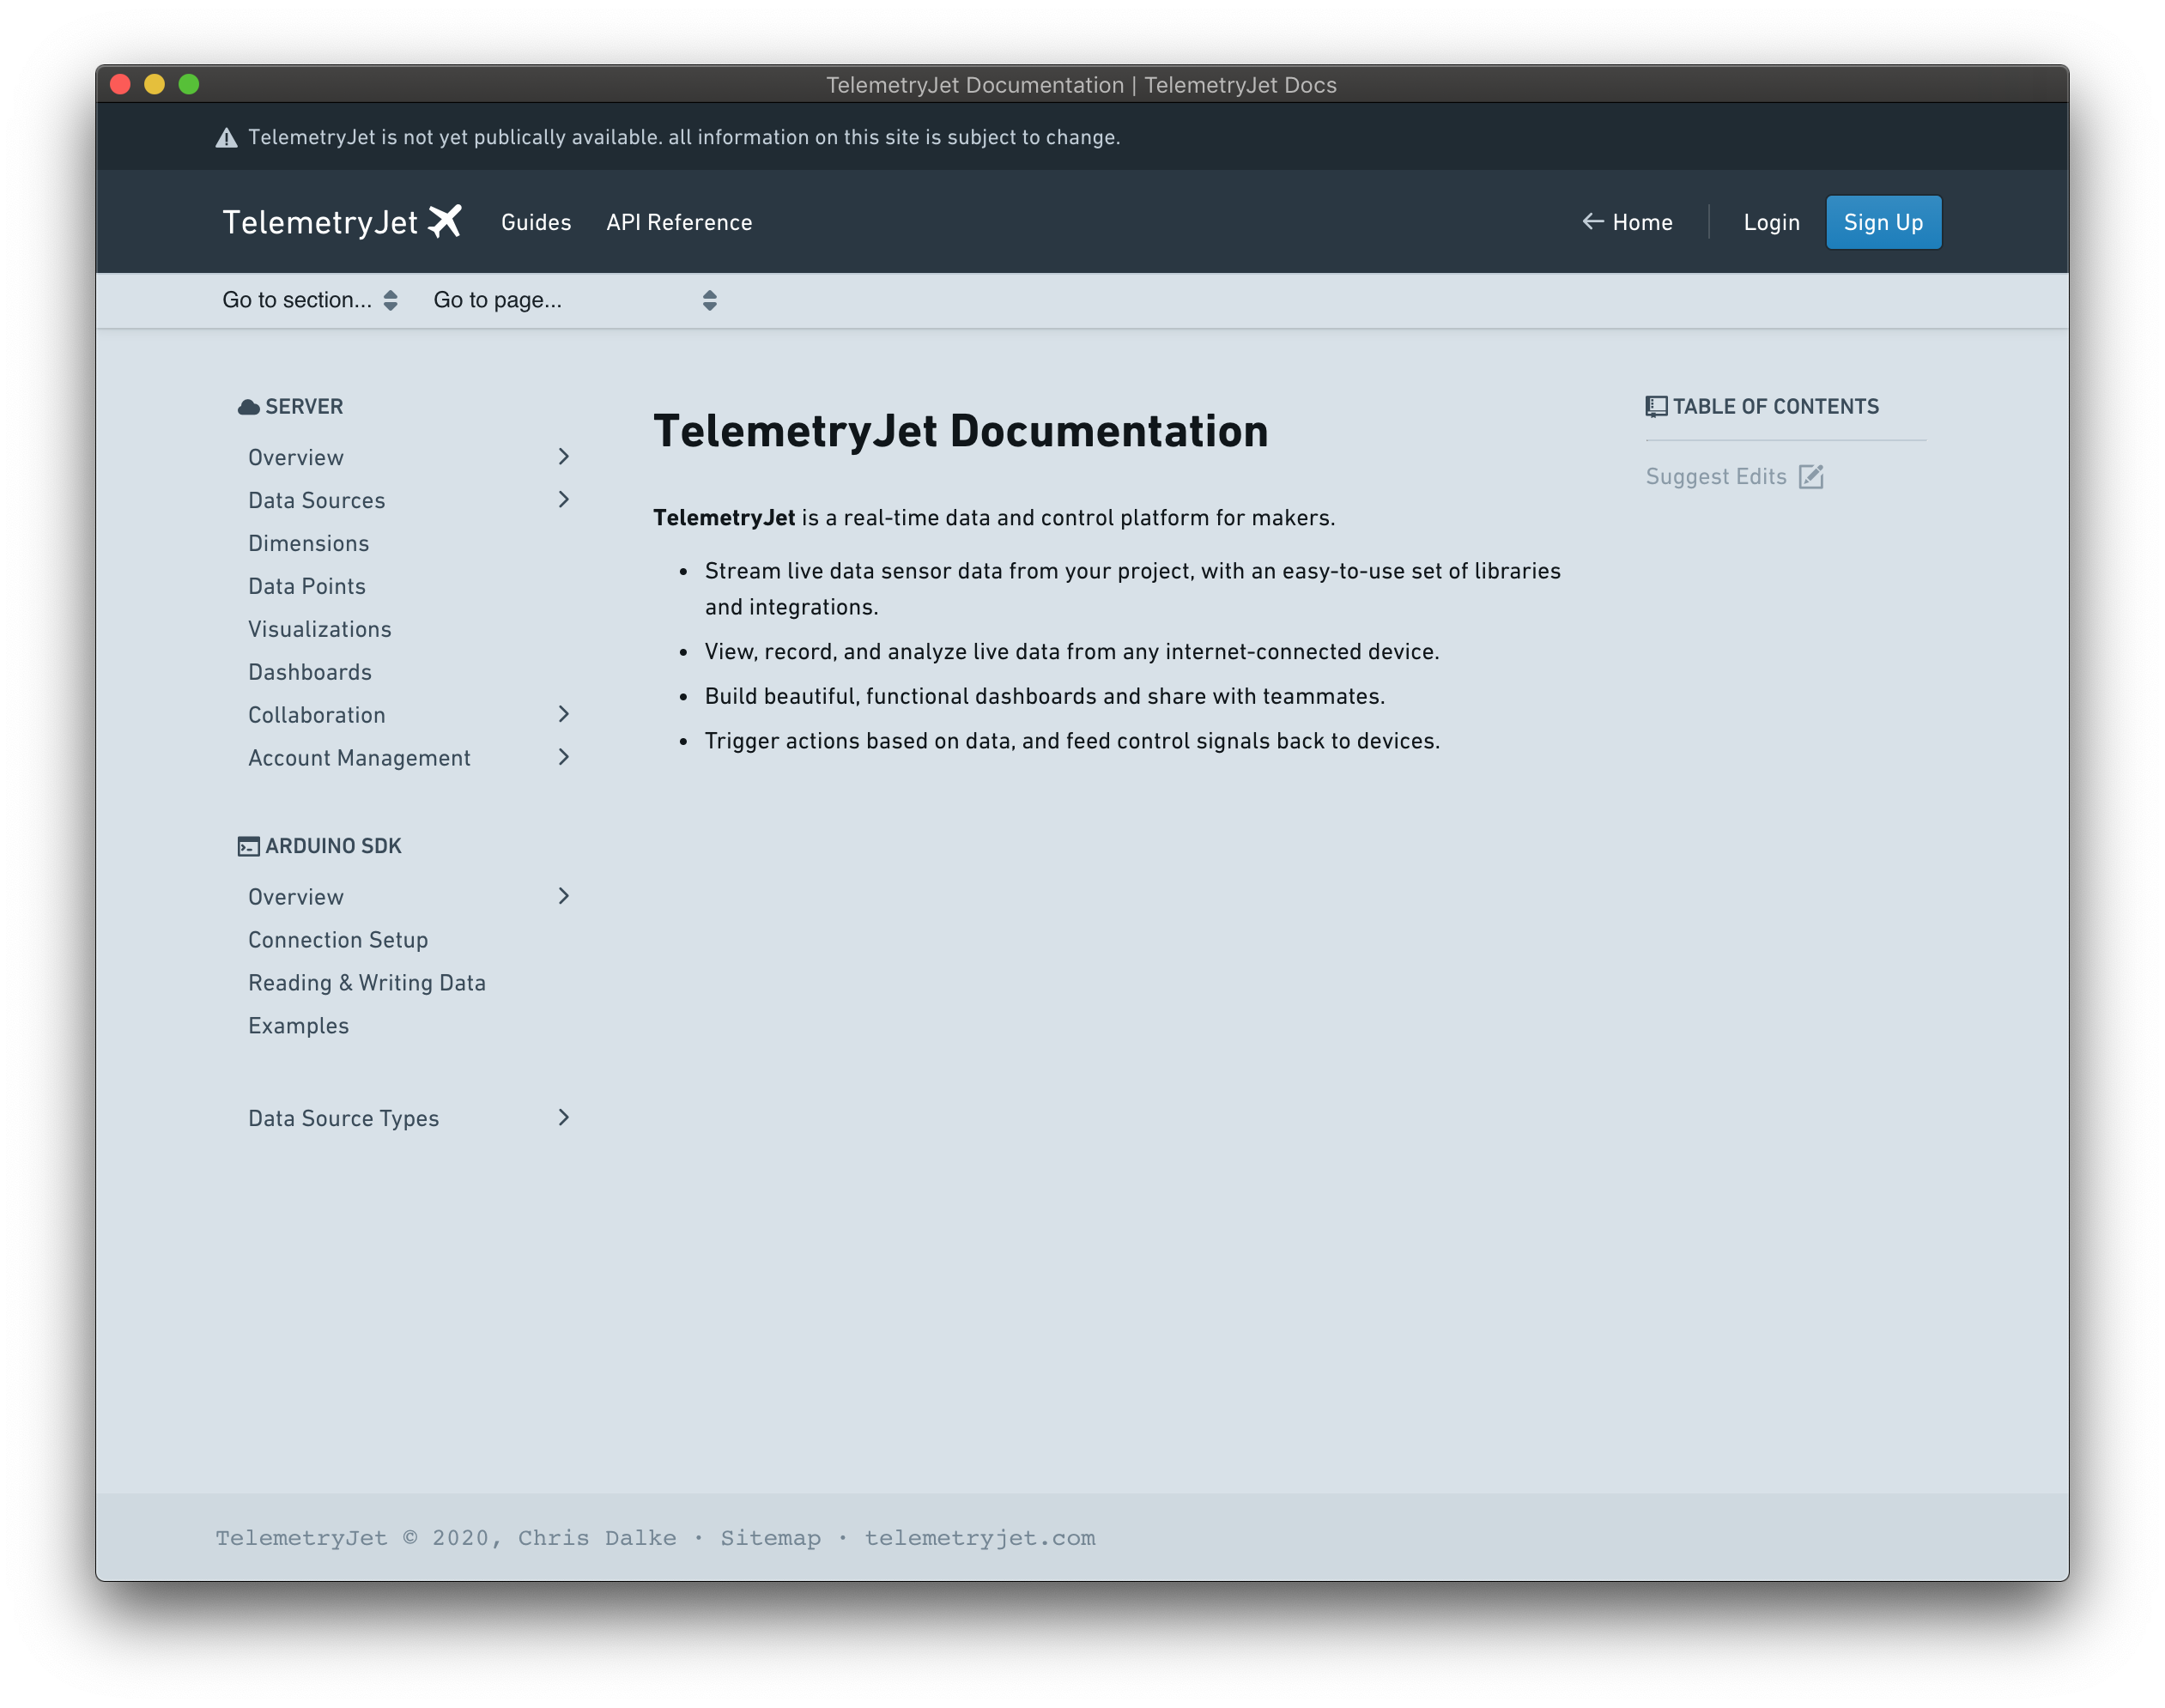 TelemetryJet Documentation | TelemetryJet Docs
TelemetryJet is not yet publically available. all information on this site is subject to change.
TelemetryJet Guides API Reference Home Login Sign Up
Go to section... Go to page...
SERVER
Overview
Data Sources
Dimensions
Data Points
Visualizations
Dashboards
Collaboration
Account Management
ARDUINO SDK
Overview
Connection Setup
Reading & Writing Data
Examples
Data Source Types
TelemetryJet Documentation
TelemetryJet is a real-time data and control platform for makers.
• Stream live data sensor data from your project, with an easy-to-use set of libraries
and integrations.
• View, record, and analyze live data from any internet-connected device.
• Build beautiful, functional dashboards and share with teammates.
• Trigger actions based on data, and feed control signals back to devices.
TABLE OF CONTENTS
Suggest Edits
TelemetryJet © 2020, Chris Dalke · Sitemap · telemetryjet.com